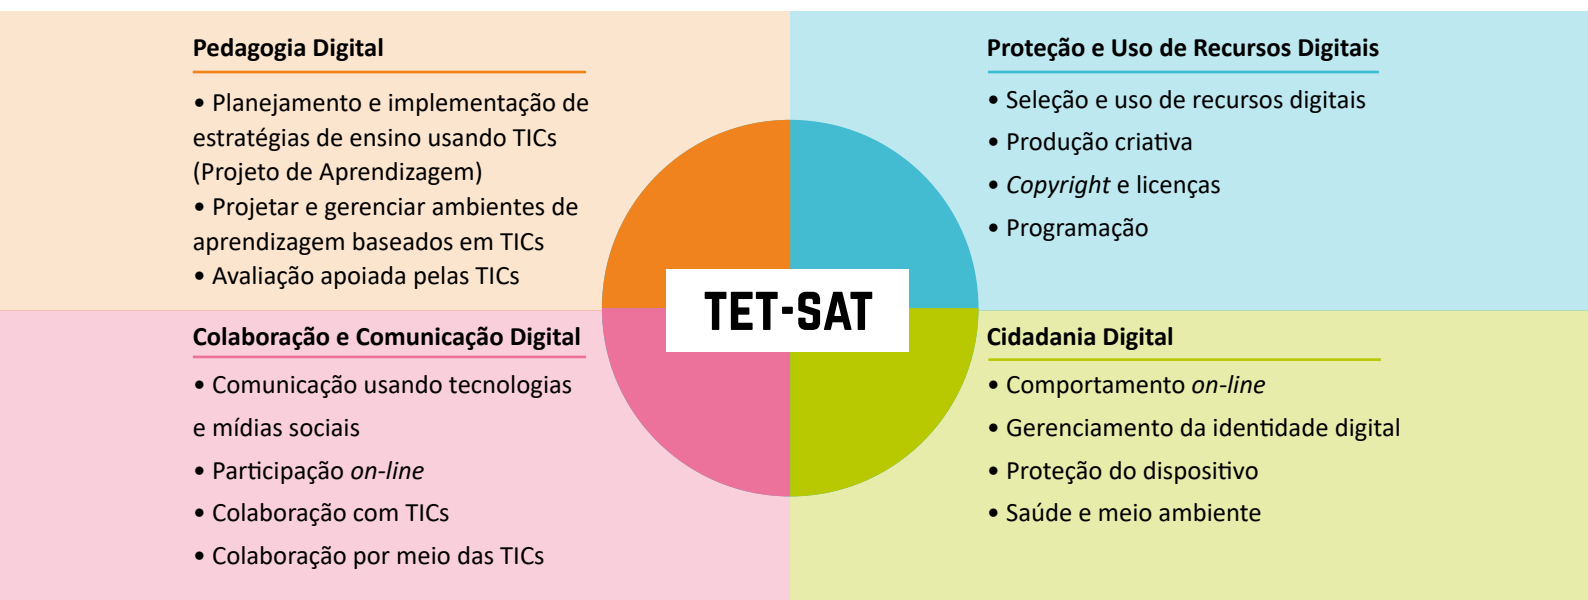 Pedagogia Digital
• Planejamento e implementação de
estratégias de ensino usando TICs
(Projeto de Aprendizagem)
• Projetar e gerenciar ambientes de
aprendizagem baseados em TICs
• Avaliação apoiada pelas TICs
Proteção e Uso de Recursos Digitais
• Seleção e uso de recursos digitais
• Produção criativa
• Copyright e licenças
• Programação
TET-SAT
Colaboração e Comunicação Digital
• Comunicação usando tecnologias
e mídias sociais
• Participação on-line
• Colaboração com TICs
• Colaboração por meio das TICs
Cidadania Digital
• Comportamento on-line
• Gerenciamento da identidade digital
• Proteção do dispositivo
• Saúde e meio ambiente